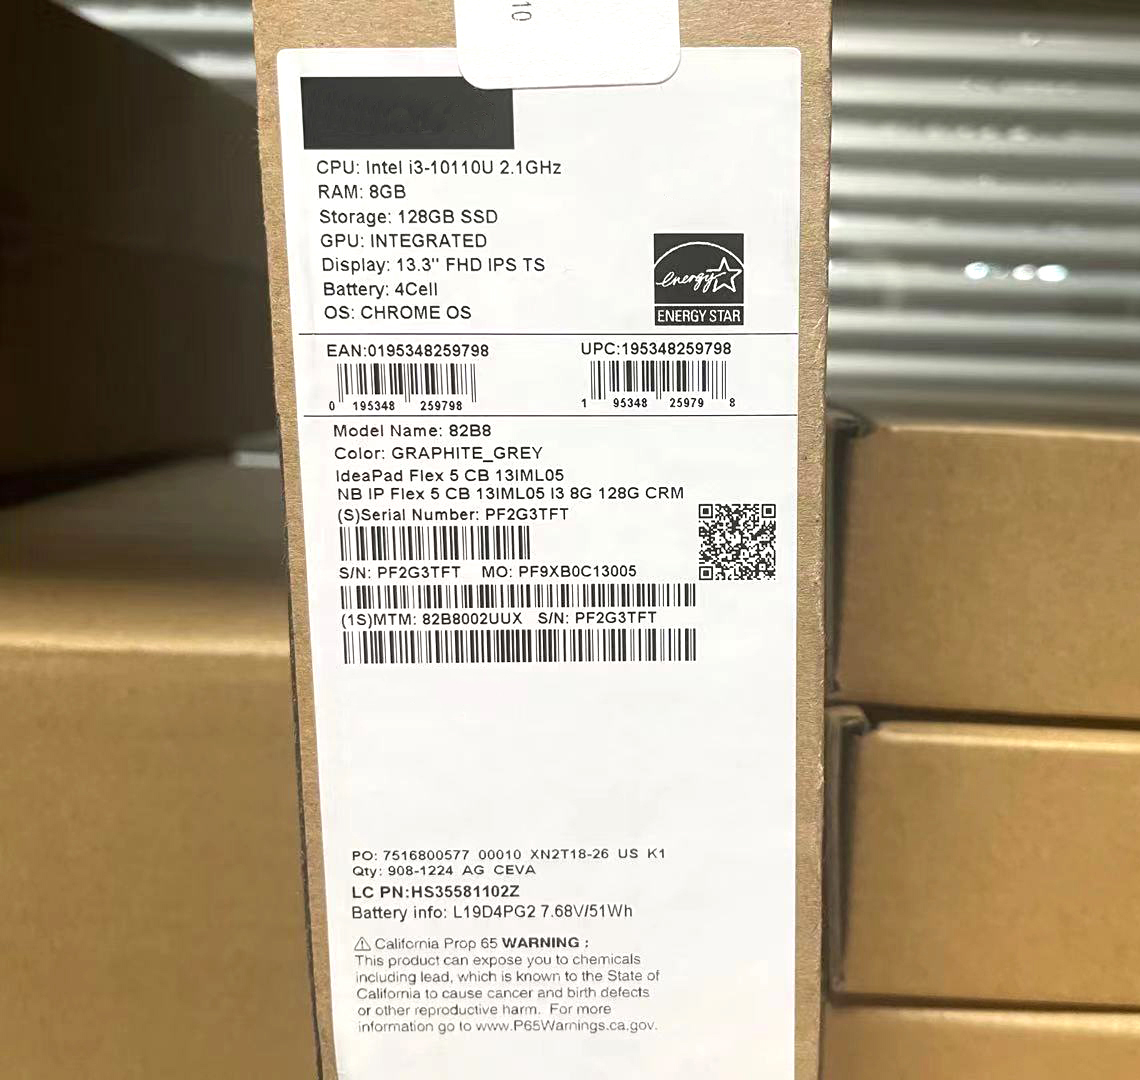 10
CPU: Intel i3-10110U 2.1GHz
RAM: 8GB
Storage: 128GB SSD
GPU: INTEGRATED
Display: 13.3" FHD IPS TS
Battery: 4Cell
OS: CHROME OS
energy
ENERGY STAR
EAN:0195348259798 UPC:195348259798
0 195348 259798 1 95348 25979 8
Model Name: 82B8
Color: GRAPHITE_GREY
IdeaPad Flex 5 CB 13IML05
NB IP Flex 5 CB 13IML05 I3 8G 128G CRM
(S)Serial Number: PF2G3TFT
S/N: PF2G3TFT MO: PF9XB0C13005
(1S)MTM: 82B8002UUX S/N: PF2G3TFT
PO: 7516800577 00010 XN2T18-26 US K1
Qty: 908-1224 AG CEVA
LC PN:HS35581102Z
Battery info: L19D4PG2 7.68V/51Wh
⚠ California Prop 65 WARNING :
This product can expose you to chemicals
including lead, which is known to the State of
California to cause cancer and birth defects
or other reproductive harm. For more
information go to www.P65Warnings.ca.gov.